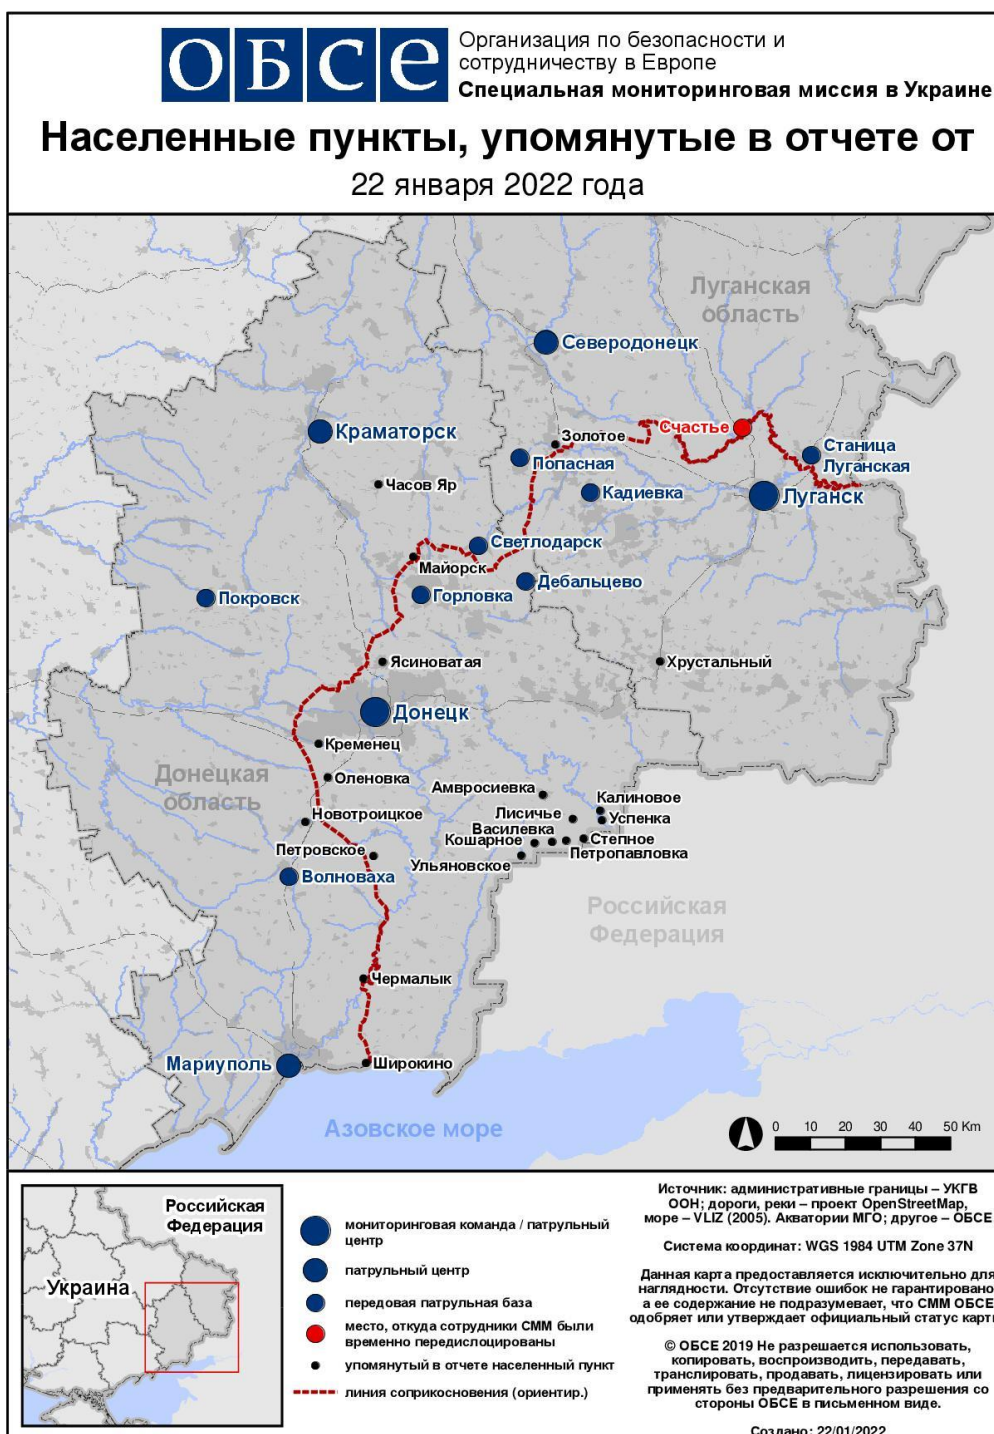 ОБСЕ
Организация по безопасности и
сотрудничеству в Европе
Специальная мониторинговая миссия в Украине
Населенные пункты, упомянутые в отчете от
22 января 2022 года
Луганская
область
Северодонецк
Счастье
Краматорск
Золотое
Станица
Луганская
Попасная
Часов Яр
Кадиевка
Луганск
Светлодарск
Майорск
Дебальцево
Горловка
Покровск
Ясиноватая
Хрустальный
Донецк
Кременец
Донецкая
область
Оленовка
Амвросиевка
Калиновое
Новотроицкое
Лисичье
Успенка
Василевка
Кошарное
Степное
Петровское
Петропавловка
Ульяновское
Волноваха
Российская
Федерация
Чермалык
Мариуполь
Широкино
Азовское море
0 10 20 30 40 50 Km
Российская
Федерация
Украина
мониторинговая команда / патрульный
центр
патрульный центр
передовая патрульная база
место, откуда сотрудники СММ были
временно передислоцированы
упомянутый в отчете населенный пункт
линия соприкосновения (ориентир.)
Источник: административные границы – УКГВ
ООН; дороги, реки – проект OpenStreetMap,
море – VLIZ (2005). Акватории МГО; другое – ОБСЕ
Система координат: WGS 1984 UTM Zone 37N
Данная карта предоставляется исключительно для
наглядности. Отсутствие ошибок не гарантировано,
а ее содержание не подразумевает, что СММ ОБСЕ
одобряет или утверждает официальный статус карты
© ОБСЕ 2019 Не разрешается использовать,
копировать, воспроизводить, передавать,
транслировать, продавать, лицензировать или
применять без предварительного разрешения со
стороны ОБСЕ в письменном виде.
Создано: 22/01/2022